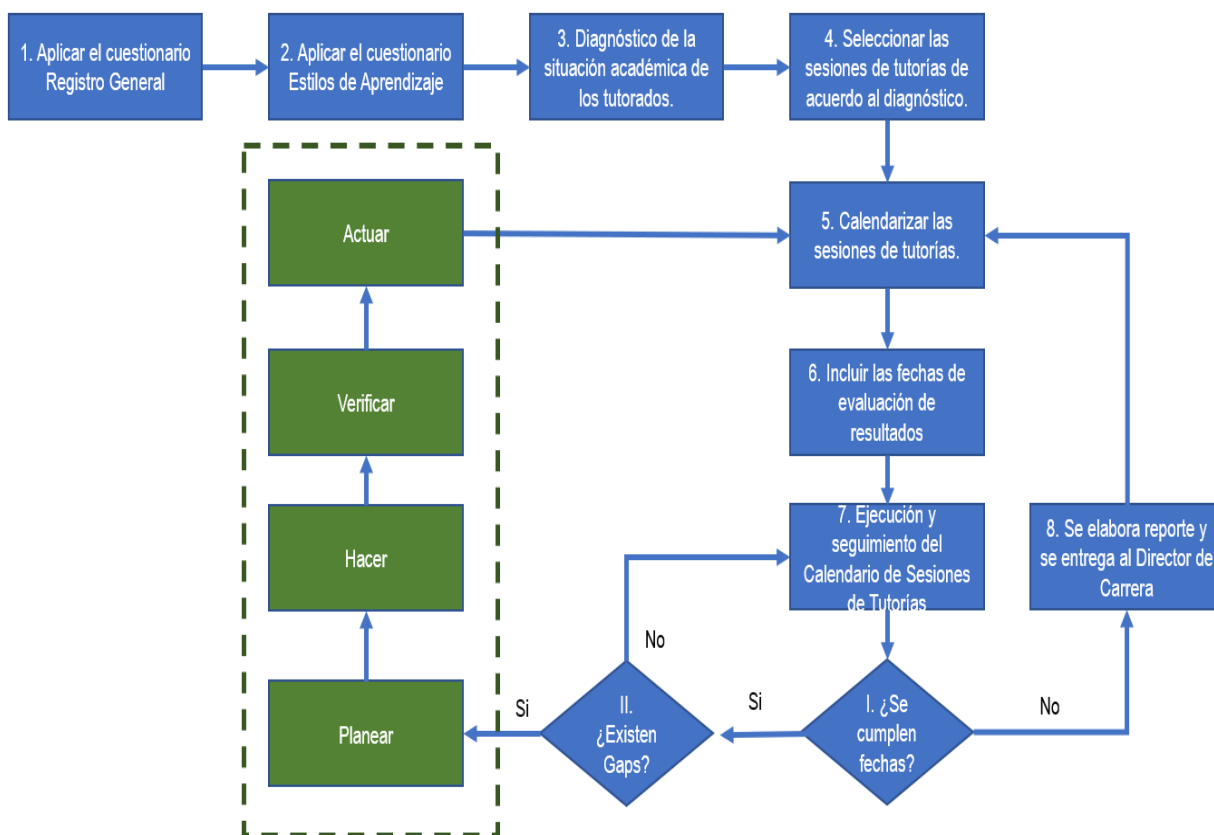 1. Aplicar el cuestionario
Registro General
2. Aplicar el cuestionario
Estilos de Aprendizaje
3. Diagnóstico de la
situación académica de
los tutorados.
4. Seleccionar las
sesiones de tutorías de
acuerdo al diagnóstico.
Actuar
5. Calendarizar las
sesiones de tutorías.
Verificar
6. Incluir las fechas de
evaluación de
resultados
Hacer
7. Ejecución y
seguimiento del
Calendario de Sesiones
de Tutorías
8. Se elabora reporte y
se entrega al Director de
Carrera
No
Planear
Si
II.
¿Existen
Gaps?
Si
I. ¿Se
cumplen
fechas?
No